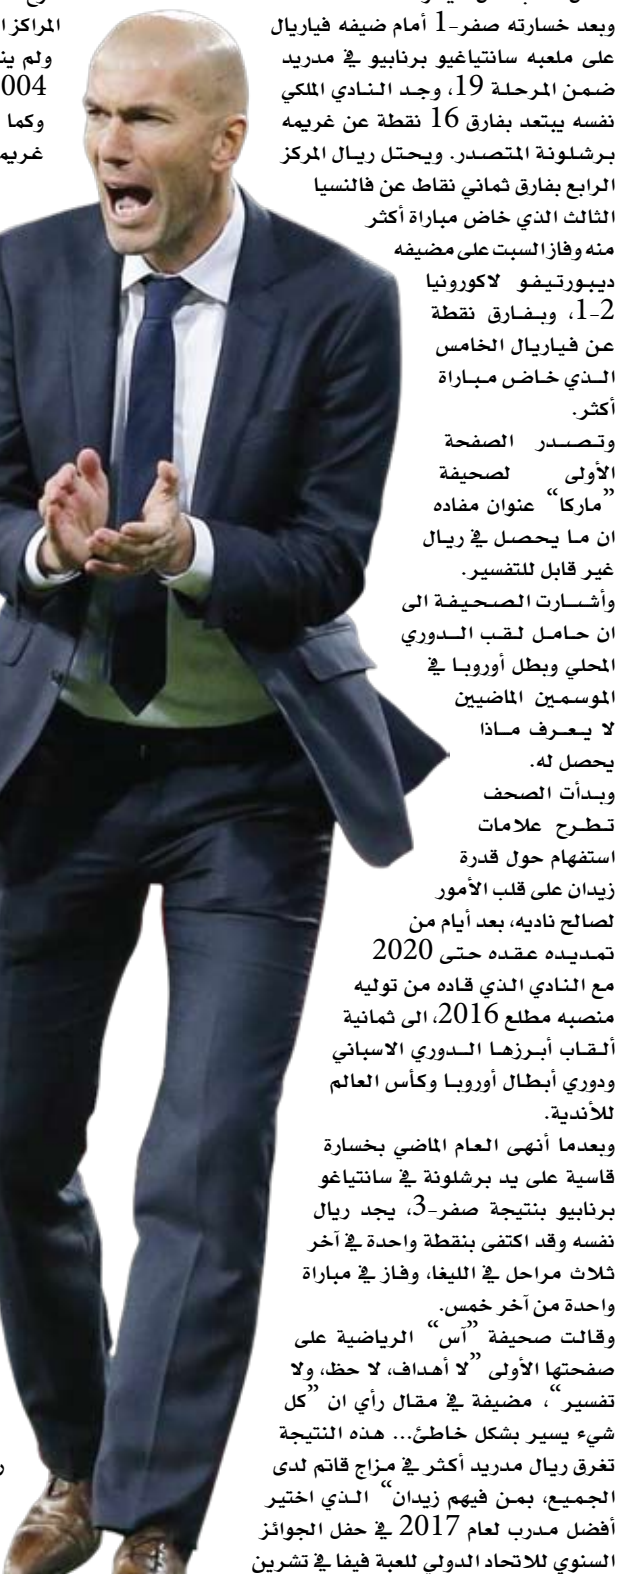 وبعد خسارته صفر-1 أمام ضيفه فياريال
على ملعبه سانتياغيو برنابيو في مدريد
ضمن المرحلة 19، وجد النادي الملكي
نفسه يبتعد بفارق 16 نقطة عن غريمه
برشلونة المتصدر. ويحتل ريال المركز
الرابع بفارق ثماني نقاط عن فالنسيا
الثالث الذي خاض مباراة أكثر
منه وفاز السبت على مضيفه
ديبورتيفو لاكورونيا
2-1، وبفارق نقطة
عن فياريال الخامس
الذي خاض مباراة
أكثر.
وتصدر الصفحة
الأولى لصحيفة
”ماركا“ عنوان مفاده
ان ما يحصل في ريال
غير قابل للتفسير.
وأشارت الصحيفة الى
ان حامل لقب الدوري
المحلي وبطل أوروبا في
الموسمين الماضيين
لا يعرف ماذا
يحصل له.
وبدأت الصحف
تطرح علامات
استفهام حول قدرة
زيدان على قلب الأمور
لصالح ناديه، بعد أيام من
تمديده عقده حتى 2020
مع النادي الذي قاده من توليه
منصبه مطلع 2016، الى ثمانية
ألقاب أبرزها الدوري الاسباني
ودوري أبطال أوروبا وكأس العالم
للأندية.
وبعدما أنهى العام الماضي بخسارة
قاسية على يد برشلونة في سانتياغو
برنابيو بنتيجة صفر-3، يجد ريال
نفسه وقد اكتفى بنقطة واحدة في آخر
ثلاث مراحل في الليغا، وفاز في مباراة
واحدة من آخر خمس.
وقالت صحيفة ”آس“ الرياضية على
صفحتها الأولى ”لا أهداف، لا حظ، ولا
تفسير“، مضيفة في مقال رأي ان ”كل
شيء يسير بشكل خاطئ... هذه النتيجة
تغرق ريال مدريد أكثر في مزاج قاتم لدى
الجميع، بمن فيهم زيدان“ الذي اختير
أفضل مدرب لعام 2017 في حفل الجوائز
السنوي للاتحاد الدولي للعبة فيفا في تشرين
المراكز
ولم
004
وكما